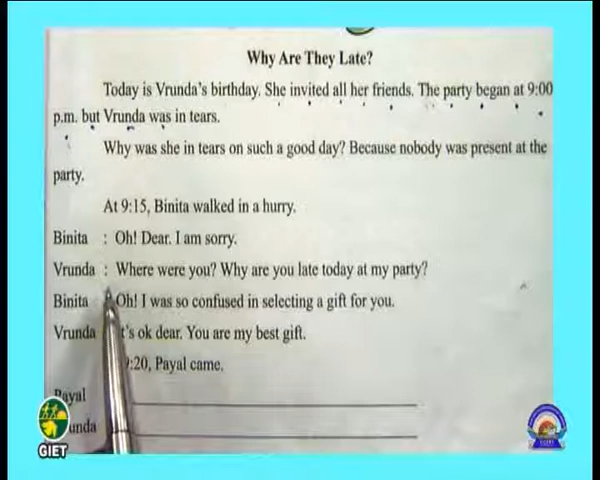 Why Are They Late?
Today is Vrunda's birthday. She invited all her friends. The party began at 9:00
p.m. but Vrunda was in tears.
Why was she in tears on such a good day? Because nobody was present at the
party.
At 9:15, Binita walked in a hurry.
Binita : Oh! Dear. I am sorry.
Vrunda : Where were you? Why are you late today at my party?
Binita Oh! I was so confused in selecting a gift for you.
Vrunda t's ok dear. You are my best gift.
9:20, Payal came.
Payal
unda
GIET